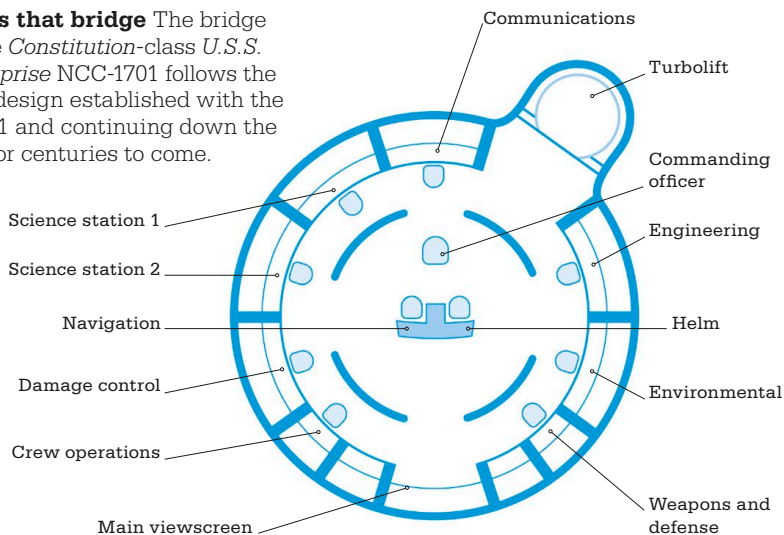 s that bridge The bridge
Constitution-class U.S.S.
prise NCC-1701 follows the
design established with the
1 and continuing down the
or centuries to come.
Communications
Turbolift
Commanding
officer
Science station 1
Engineering
Science station 2
Navigation
Helm
Damage control
Environmental
Crew operations
Weapons and
defense
Main viewscreen